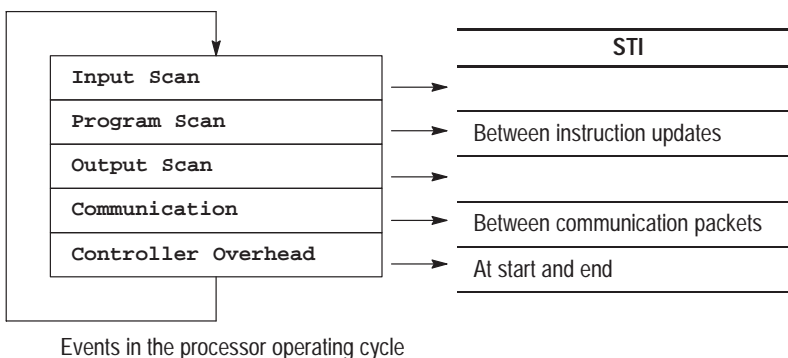 STI
Input Scan
Program Scan
Between instruction updates
Output Scan
Communication
Between communication packets
Controller Overhead
At start and end
Events in the processor operating cycle